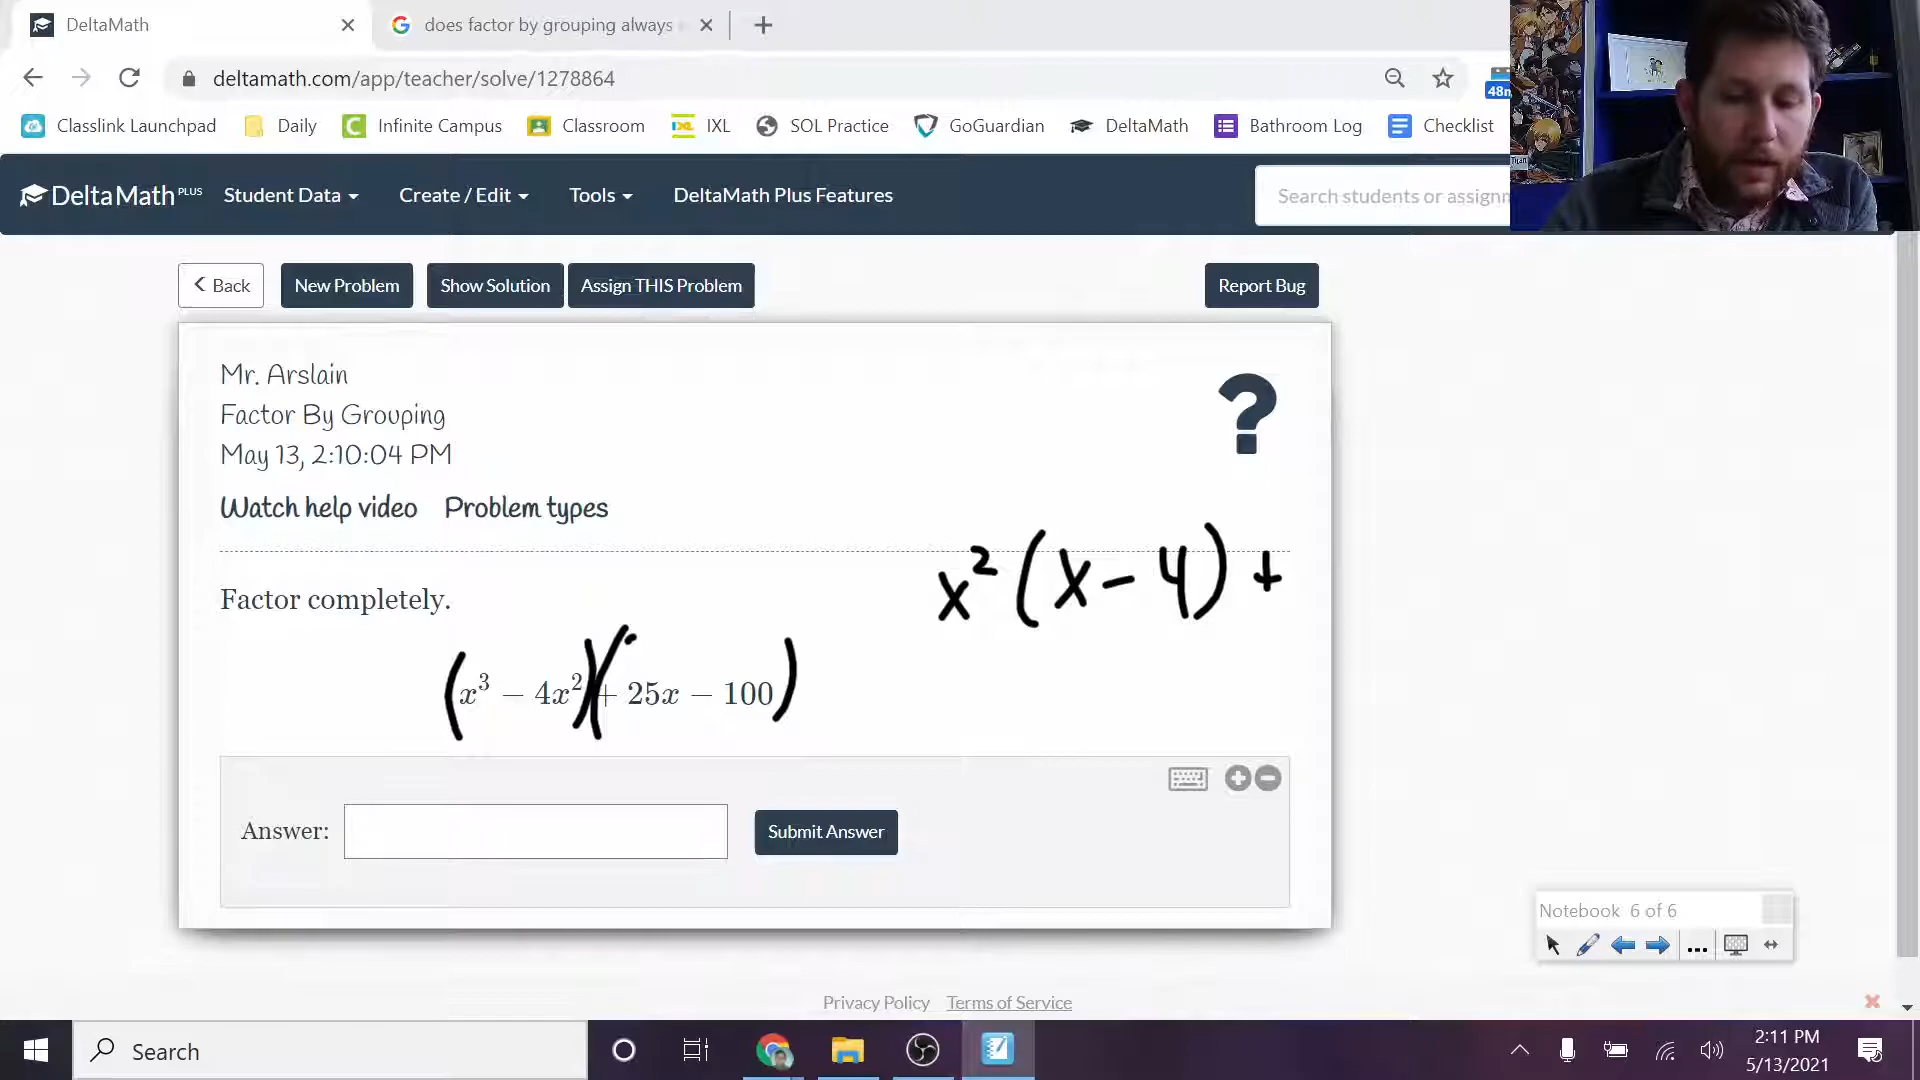 DeltaMath
does factor by grouping always
deltamath.com/app/teacher/solve/1278864
48m
Classlink Launchpad
Daily
Infinite Campus
Classroom
IXL
SOL Practice
GoGuardian
DeltaMath
Bathroom Log
Checklist
DeltaMath PLUS
Student Data
Create / Edit
Tools
DeltaMath Plus Features
Search students or assignm
Back
New Problem
Show Solution
Assign THIS Problem
Report Bug
Mr. Arslain
Factor By Grouping
May 13, 2:10:04 PM
?
Watch help video Problem types
x² (x - 4) +
Factor completely.
(x³ − 4x²)(+ 25x − 100)
Answer:
Submit Answer
Notebook 6 of 6
Privacy Policy Terms of Service
Search
2:11 PM
5/13/2021